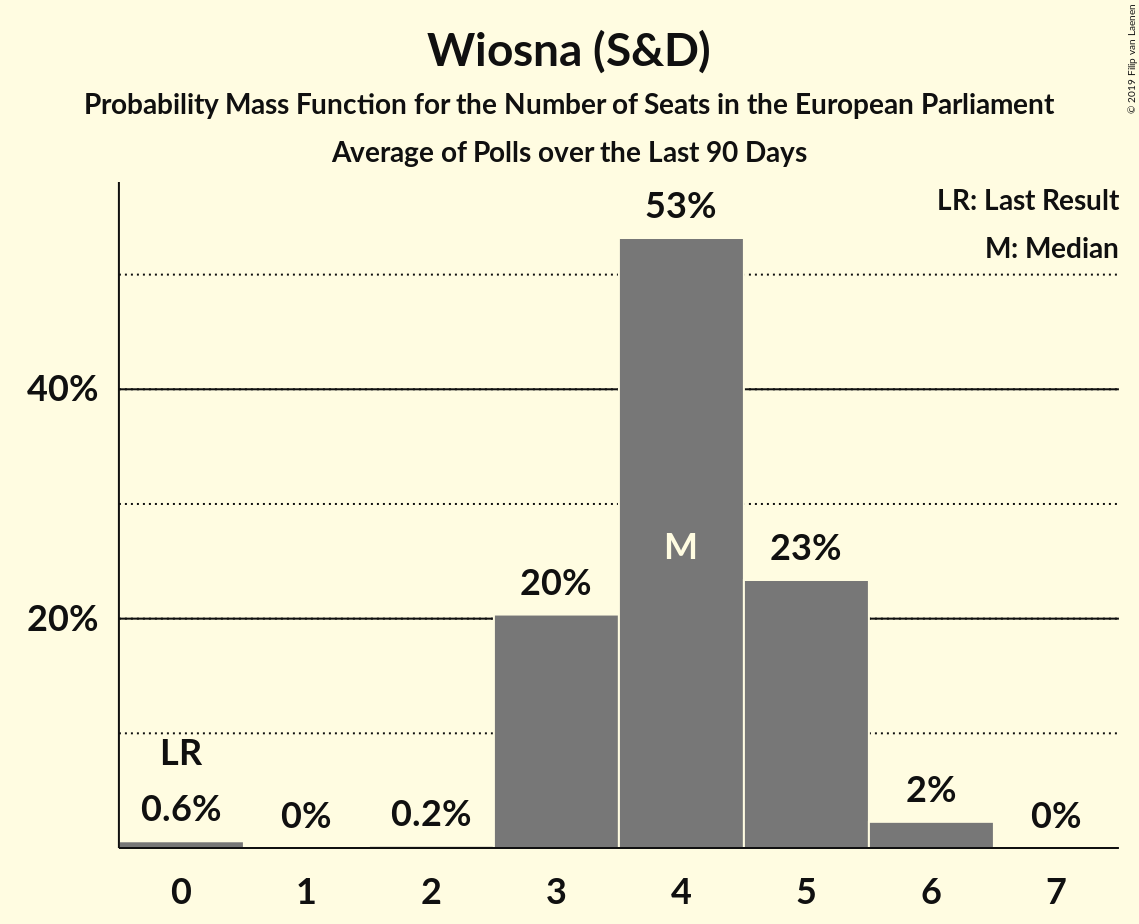 Wiosna (S&D)
Probability Mass Function for the Number of Seats in the European Parliament
Average of Polls over the Last 90 Days
© 2019 Filip van Laenen
LR: Last Result
M: Median
53%
40%
M
23%
20%
20%
LR
0.6%
0%
0.2%
2%
0%
0 1 2 3 4 5 6 7